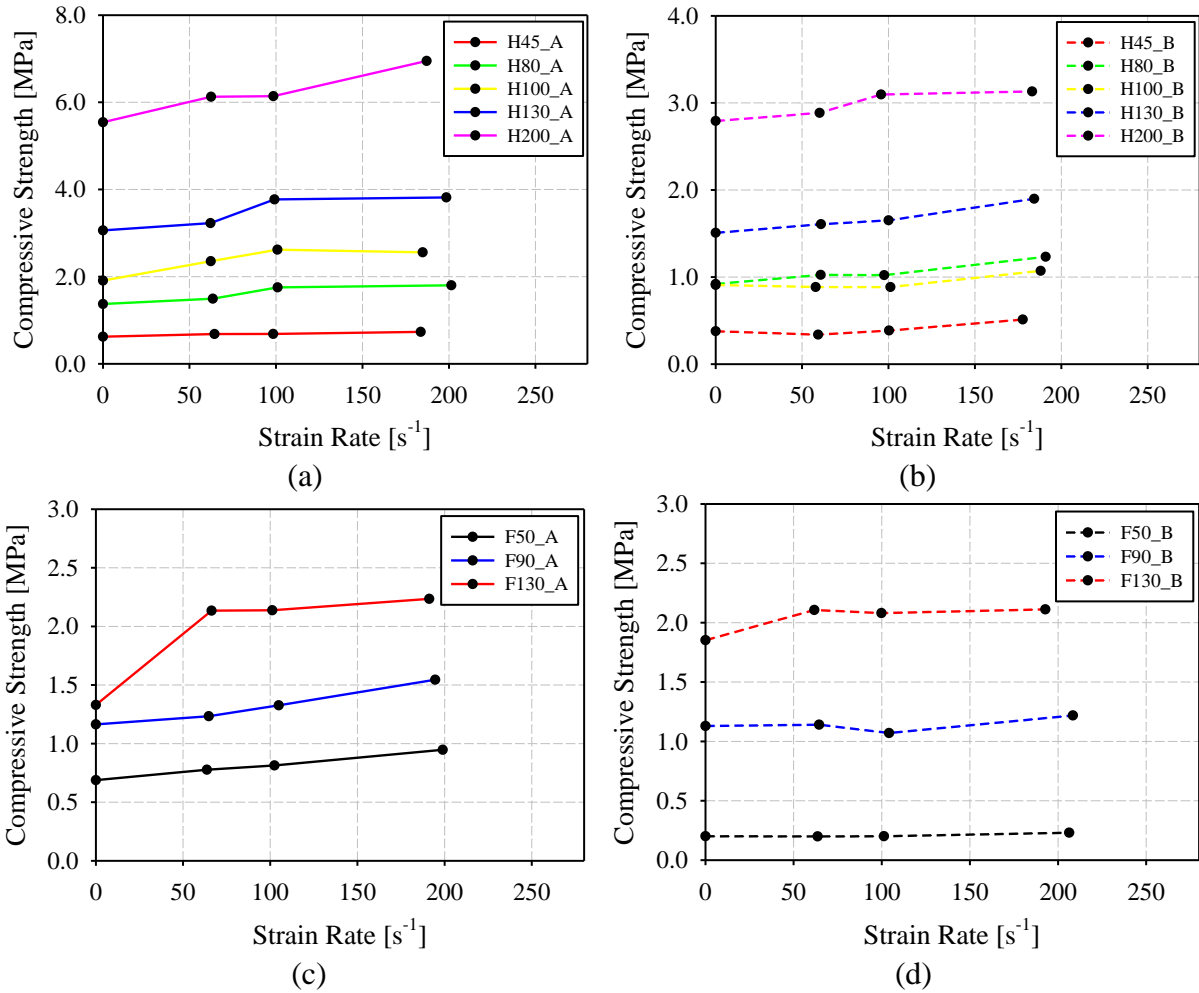 Compressive Strength [MPa]
8.0
6.0
4.0
2.0
0.0
H45_A
H80_A
H100_A
H130_A
H200_A
0 50 100 150 200 250
Strain Rate [s⁻¹]
(a)
Compressive Strength [MPa]
4.0
3.0
2.0
1.0
0.0
H45_B
H80_B
H100_B
H130_B
H200_B
0 50 100 150 200 250
Strain Rate [s⁻¹]
(b)
Compressive Strength [MPa]
3.0
2.5
2.0
1.5
1.0
0.5
0.0
F50_A
F90_A
F130_A
0 50 100 150 200 250
Strain Rate [s⁻¹]
(c)
Compressive Strength [MPa]
3.0
2.5
2.0
1.5
1.0
0.5
0.0
F50_B
F90_B
F130_B
0 50 100 150 200 250
Strain Rate [s⁻¹]
(d)